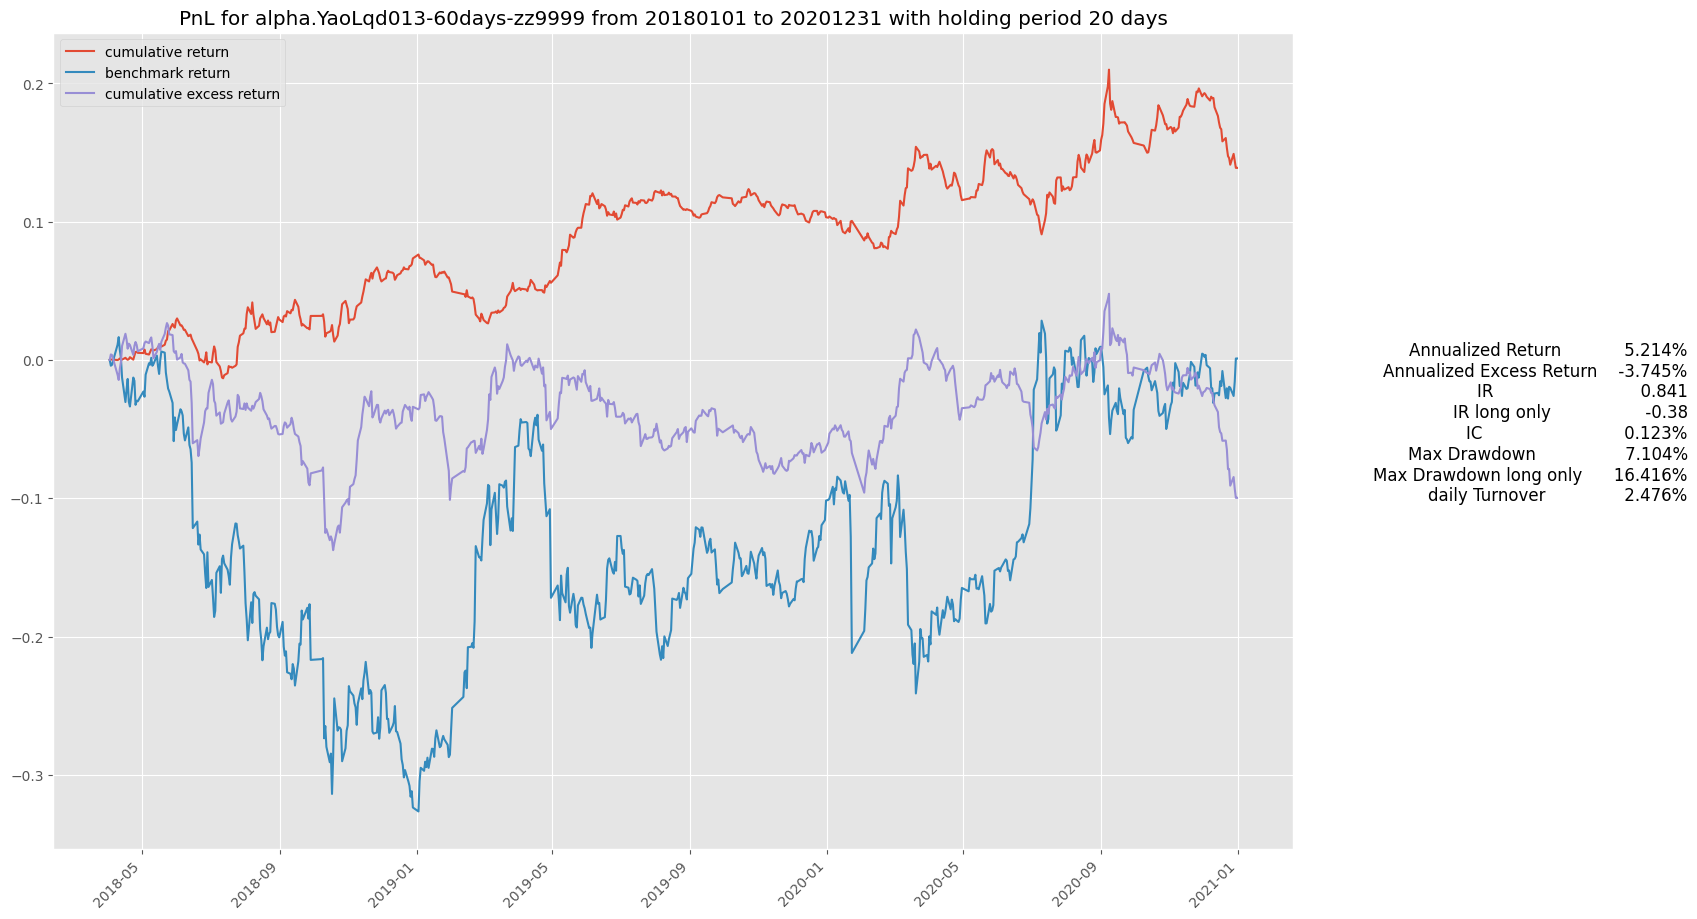 PnL for alpha.YaoLqd013-60days-zz9999 from 20180101 to 20201231 with holding period 20 days
cumulative return
benchmark return
cumulative excess return
0.2
0.1
0.0
−0.1
−0.2
−0.3
2018-05
2018-09
2019-01
2019-05
2019-09
2020-01
2020-05
2020-09
2021-01
Annualized Return 5.214%
Annualized Excess Return -3.745%
IR 0.841
IR long only -0.38
IC 0.123%
Max Drawdown 7.104%
Max Drawdown long only 16.416%
daily Turnover 2.476%